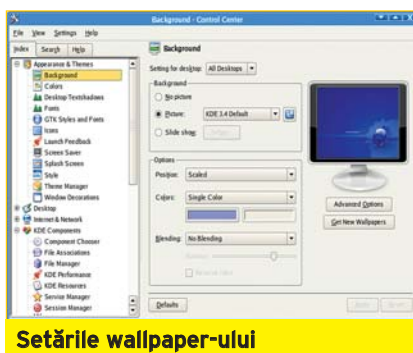 Background - Control Center
File View Settings Help
Index Search Help
Appearance & Themes
Background
Colors
Desktop Textshadows
Fonts
GTK Styles and Fonts
Icons
Launch Feedback
Screen Saver
Splash Screen
Style
Theme Manager
Window Decorations
Desktop
Internet & Network
KDE Components
Component Chooser
File Associations
File Manager
KDE Performance
KDE Resources
Service Manager
Session Manager
Background
Setting for desktop: All Desktops
Background
No picture
Picture: KDE 3.4 Default
Slide show:
Options
Position: Scaled
Colors: Single Color
Blending: No Blending
Advanced Options
Get New Wallpapers
Defaults
Setările wallpaper-ului